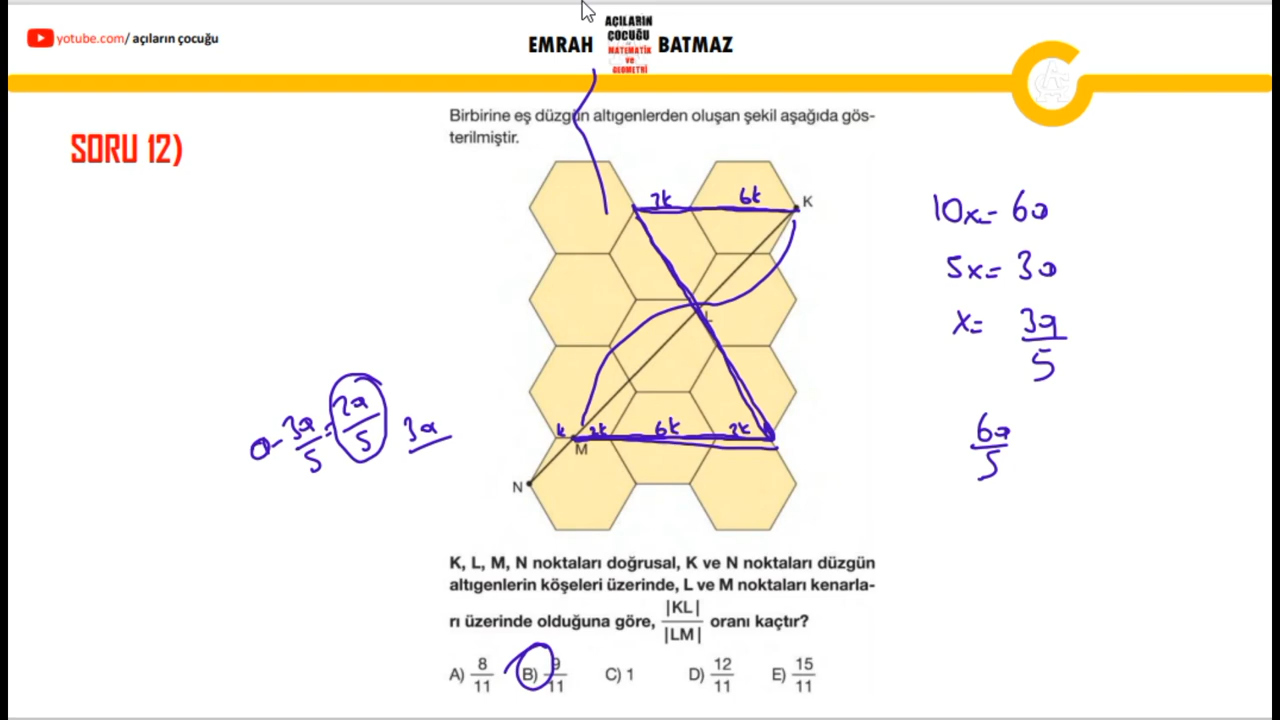 yotube.com/ açıların çocuğu
EMRAH
AÇILARIN
ÇOCUĞU
MATEMATİK
ve
GEOMETRİ
BATMAZ
SORU 12)
Birbirine eş düzgün altıgenlerden oluşan şekil aşağıda gös-
terilmiştir.
6k
K
L
k 2k 6k 2k
M
N
10x=6a
5x=3a
x= 3a
5
6a
5
a-3a/5=2a/5 3a
K, L, M, N noktaları doğrusal, K ve N noktaları düzgün
altıgenlerin köşeleri üzerinde, L ve M noktaları kenarla-
rı üzerinde olduğuna göre, |KL|/|LM| oranı kaçtır?
A) 8/11 B) 9/11 C) 1 D) 12/11 E) 15/11